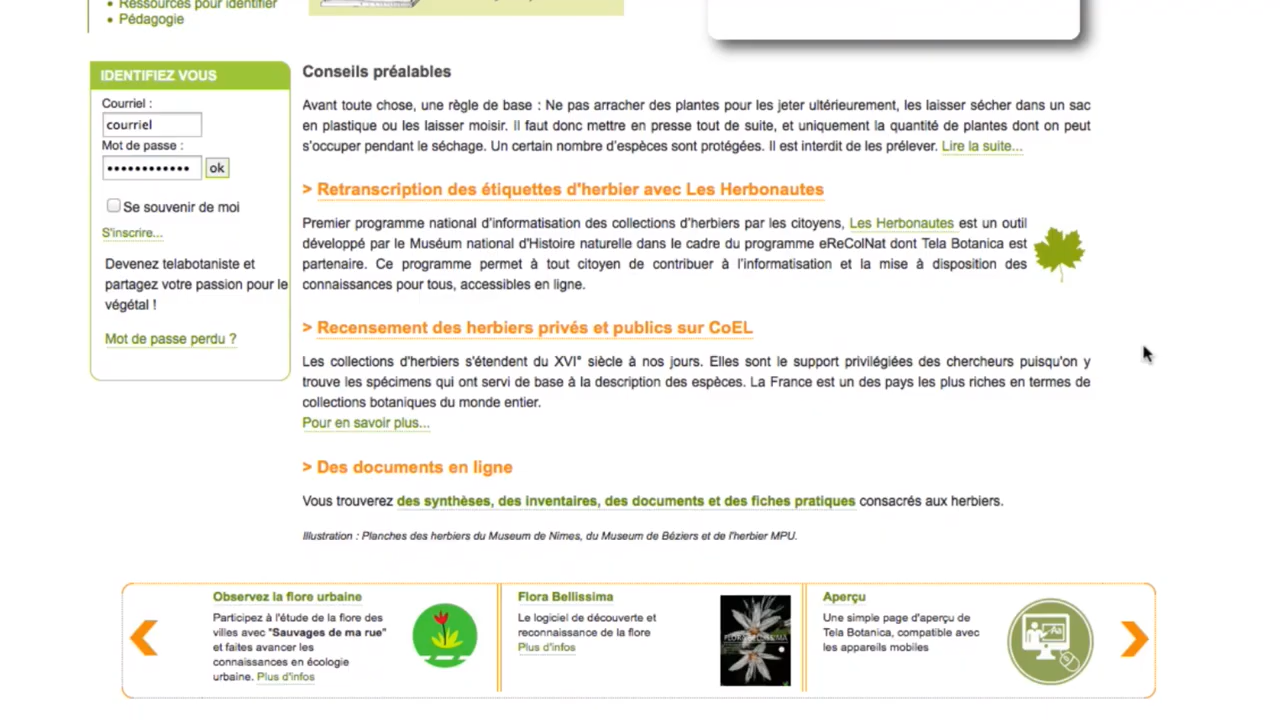 Ressources pour identifier
Pédagogie
IDENTIFIEZ VOUS
Courriel :
courriel
Mot de passe :
ok
Se souvenir de moi
S'inscrire...
Devenez telabotaniste et
partagez votre passion pour le
végétal !
Mot de passe perdu ?
Conseils préalables
Avant toute chose, une règle de base : Ne pas arracher des plantes pour les jeter ultérieurement, les laisser sécher dans un sac
en plastique ou les laisser moisir. Il faut donc mettre en presse tout de suite, et uniquement la quantité de plantes dont on peut
s'occuper pendant le séchage. Un certain nombre d'espèces sont protégées. Il est interdit de les prélever. Lire la suite...
> Retranscription des étiquettes d'herbier avec Les Herbonautes
Premier programme national d'informatisation des collections d'herbiers par les citoyens, Les Herbonautes est un outil
développé par le Muséum national d'Histoire naturelle dans le cadre du programme eReColNat dont Tela Botanica est
partenaire. Ce programme permet à tout citoyen de contribuer à l'informatisation et la mise à disposition des
connaissances pour tous, accessibles en ligne.
> Recensement des herbiers privés et publics sur CoEL
Les collections d'herbiers s'étendent du XVI° siècle à nos jours. Elles sont le support privilégiées des chercheurs puisqu'on y
trouve les spécimens qui ont servi de base à la description des espèces. La France est un des pays les plus riches en termes de
collections botaniques du monde entier.
Pour en savoir plus...
> Des documents en ligne
Vous trouverez des synthèses, des inventaires, des documents et des fiches pratiques consacrés aux herbiers.
Illustration : Planches des herbiers du Museum de Nimes, du Museum de Béziers et de l'herbier MPU.
Observez la flore urbaine
Participez à l'étude de la flore des
villes avec "Sauvages de ma rue"
et faites avancer les
connaissances en écologie
urbaine. Plus d'infos
Flora Bellissima
Le logiciel de découverte et
reconnaissance de la flore
Plus d'infos
FLORA BELLISSIMA
Aperçu
Une simple page d'aperçu de
Tela Botanica, compatible avec
les appareils mobiles
Aa